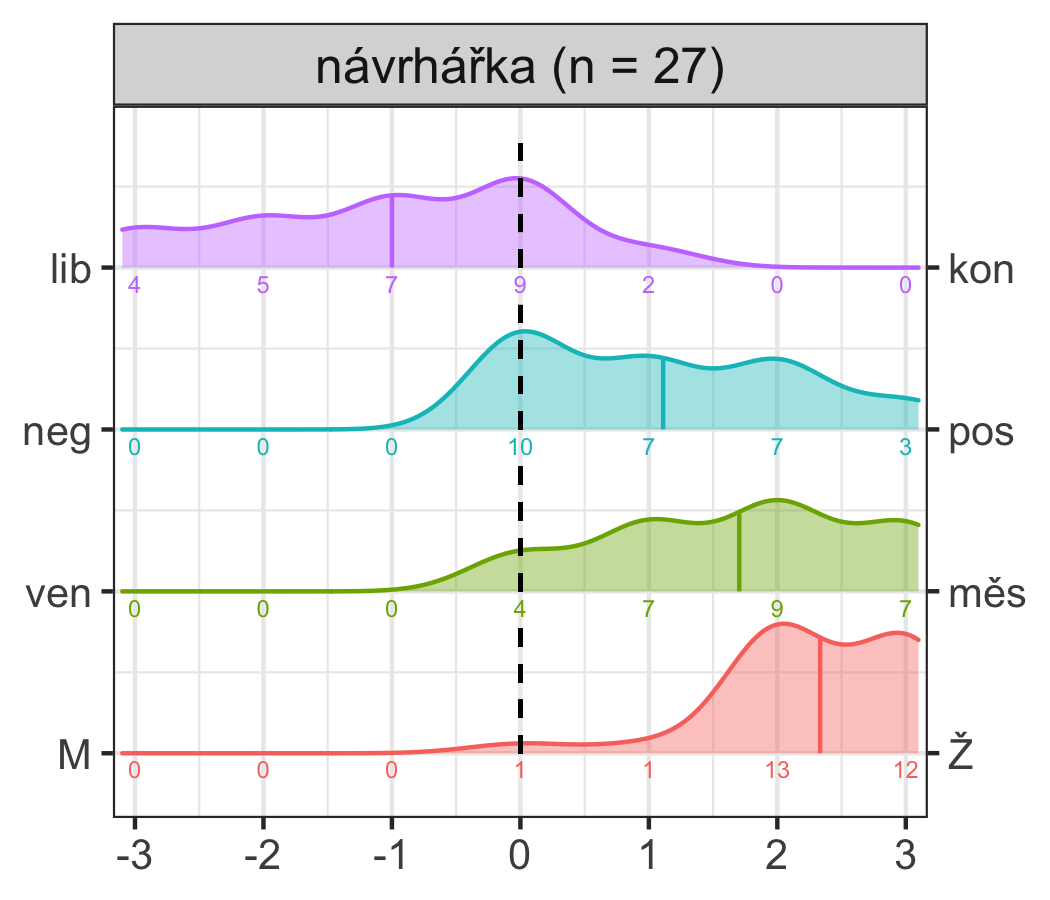 návrhářka (n = 27)
lib kon
4 5 7 9 2 0 0
neg pos
0 0 0 10 7 7 3
ven měs
0 0 0 4 7 9 7
M Ž
0 0 0 1 1 13 12
-3 -2 -1 0 1 2 3